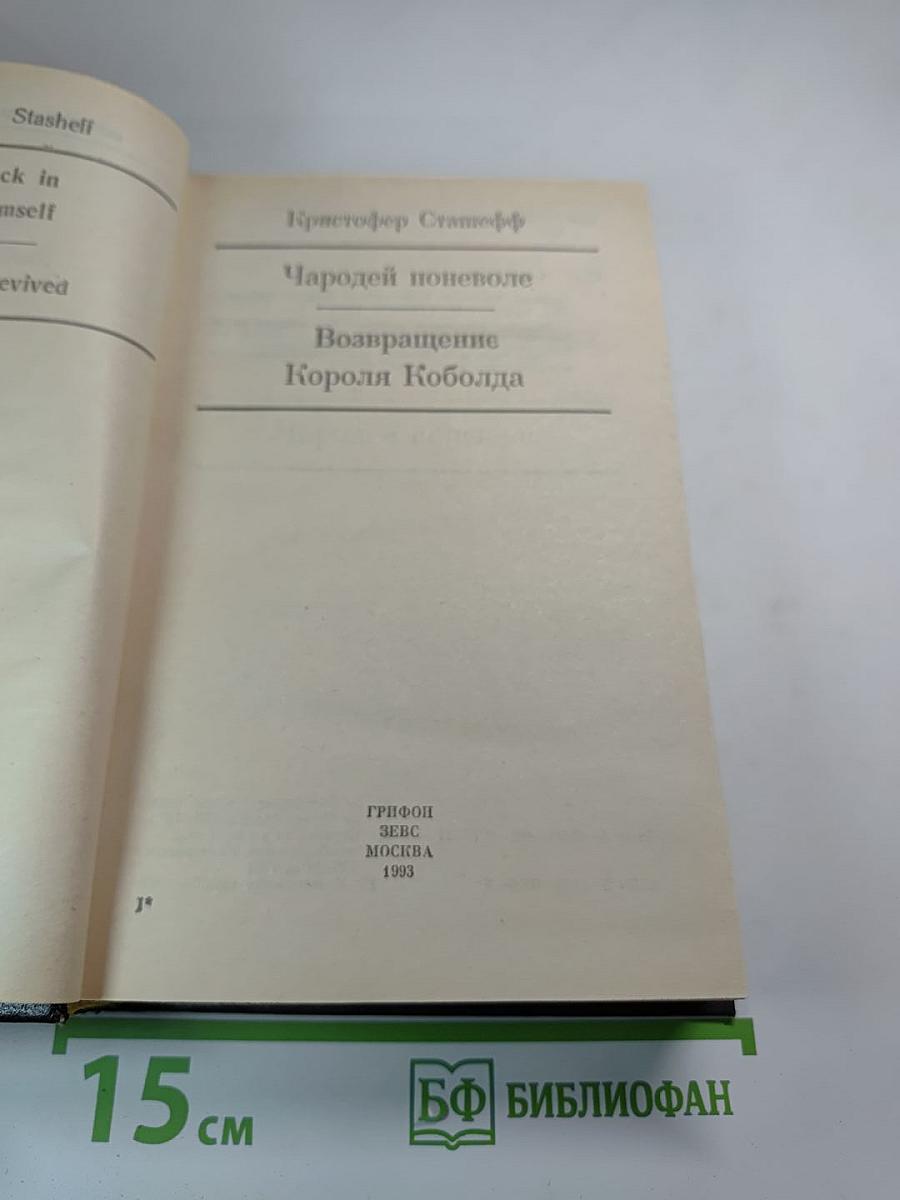 Stasheff
ck in
mself
evived
Кристофер Сташефф
Чародей поневоле
Возвращение
Короля Коболда
ГРИФОН
ЗЕВС
МОСКВА
1993
1*
15 см
БФ БИБЛИОФАН